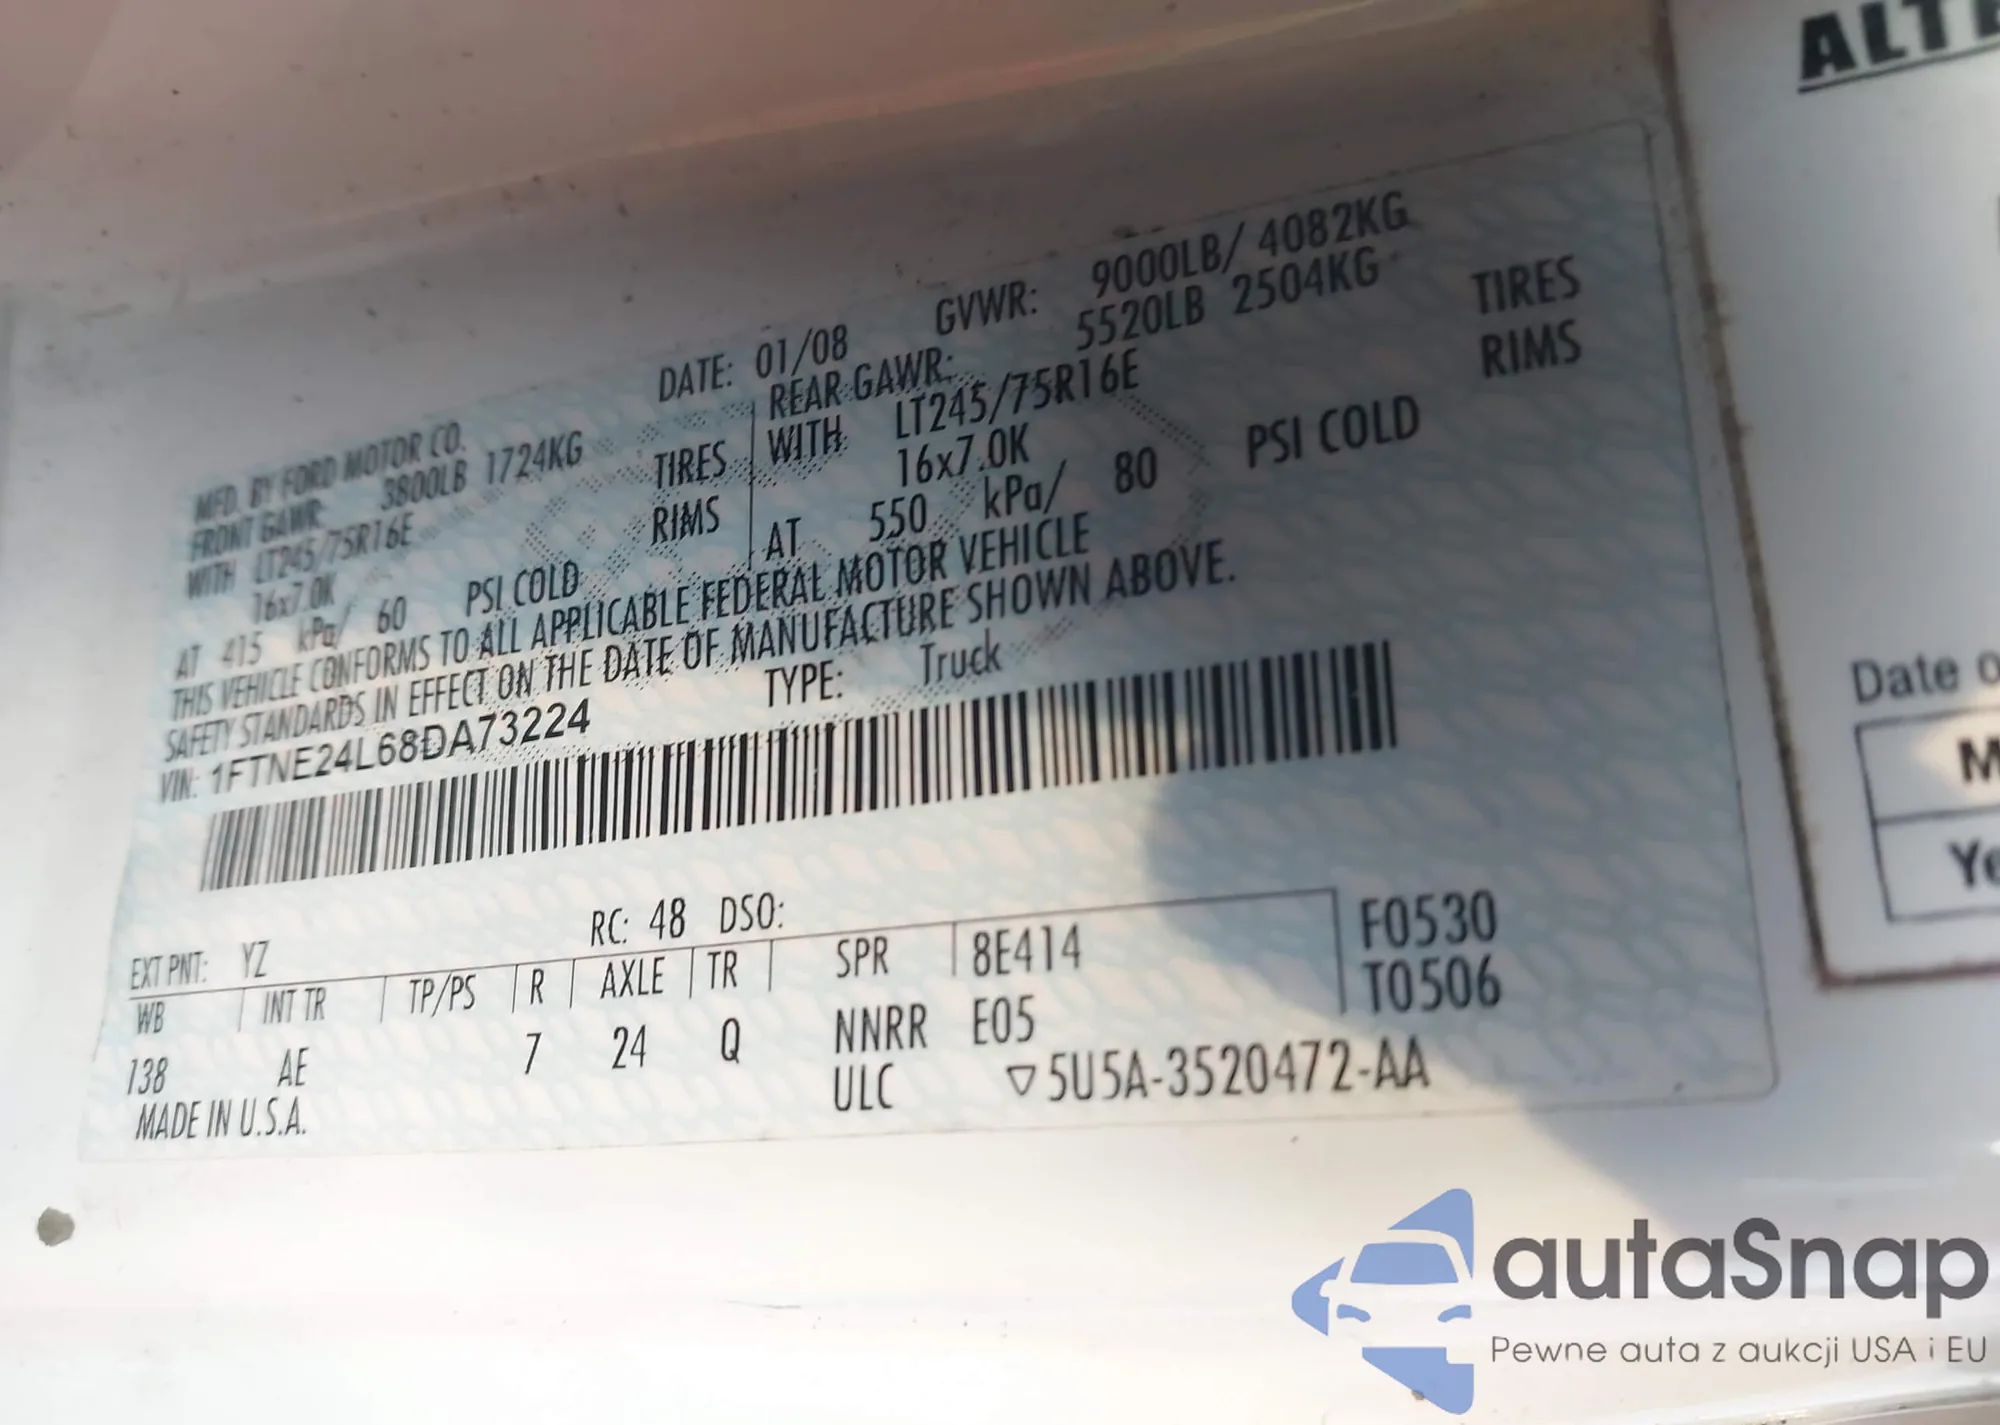 MFD. BY FORD MOTOR CO.
DATE: 01/08 GVWR: 9000LB/ 4082KG
FRONT GAWR: 3800LB 1724KG
REAR GAWR: 5520LB 2504KG
WITH LT245/75R16E TIRES
WITH LT245/75R16E TIRES
16x7.0K RIMS
16x7.0K RIMS
AT 415 kPa/ 60 PSI COLD
AT 550 kPa/ 80 PSI COLD
THIS VEHICLE CONFORMS TO ALL APPLICABLE FEDERAL MOTOR VEHICLE
SAFETY STANDARDS IN EFFECT ON THE DATE OF MANUFACTURE SHOWN ABOVE.
VIN: 1FTNE24L68DA73224
TYPE: Truck
EXT PNT: YZ RC: 48 DSO:
WB INT TR TP/PS R AXLE TR SPR 8E414 F0530
138 AE 7 24 Q NNRR E05 T0506
MADE IN U.S.A. ULC ▽5U5A-3520472-AA
ALTE
Date o
M
Ye
autaSnap
Pewne auta z aukcji USA i EU